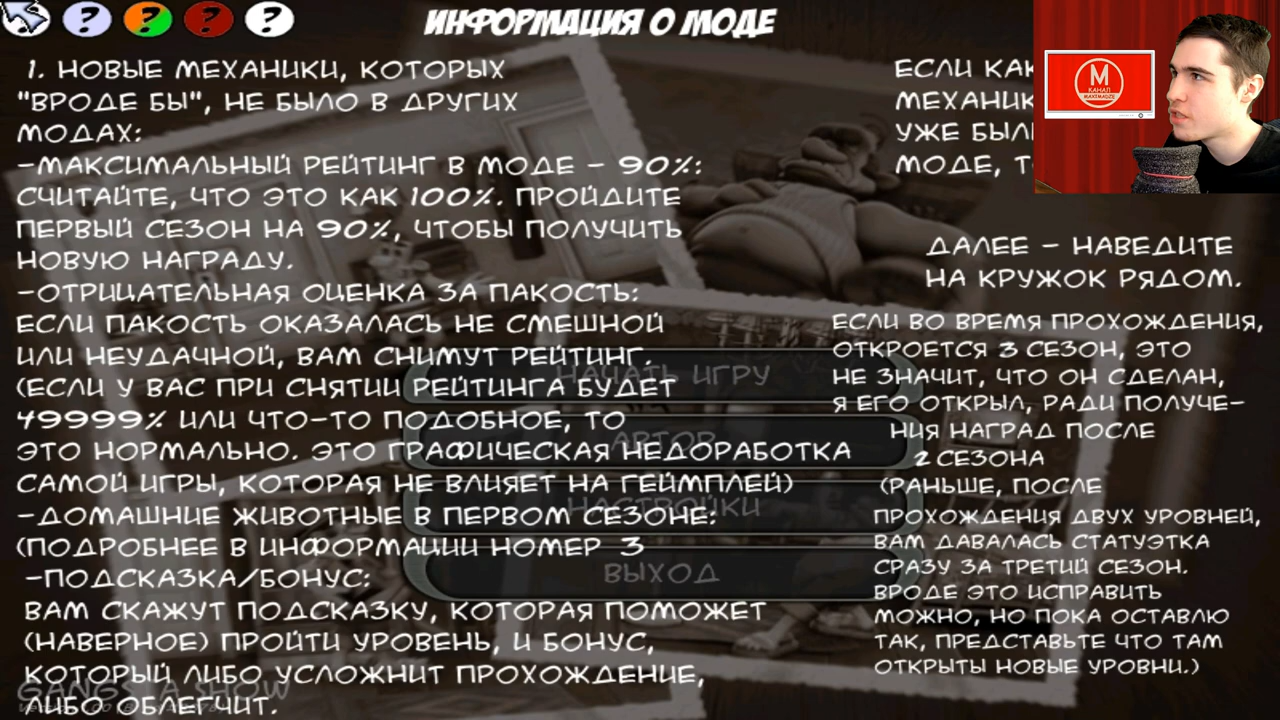 ИНФОРМАЦИЯ О МОДЕ
1. НОВЫЕ МЕХАНИКИ, КОТОРЫХ
"ВРОДЕ БЫ", НЕ БЫЛО В ДРУГИХ
МОДАХ:
-МАКСИМАЛЬНЫЙ РЕЙТИНГ В МОДЕ - 90%:
СЧИТАЙТЕ, ЧТО ЭТО КАК 100%. ПРОЙДИТЕ
ПЕРВЫЙ СЕЗОН НА 90%, ЧТОБЫ ПОЛУЧИТЬ
НОВУЮ НАГРАДУ.
-ОТРИЦАТЕЛЬНАЯ ОЦЕНКА ЗА ПАКОСТЬ:
ЕСЛИ ПАКОСТЬ ОКАЗАЛАСЬ НЕ СМЕШНОЙ
ИЛИ НЕУДАЧНОЙ, ВАМ СНИМУТ РЕЙТИНГ.
(ЕСЛИ У ВАС ПРИ СНЯТИИ РЕЙТИНГА БУДЕТ
49999% ИЛИ ЧТО-ТО ПОДОБНОЕ, ТО
ЭТО НОРМАЛЬНО. ЭТО ГРАФИЧЕСКАЯ НЕДОРАБОТКА
САМОЙ ИГРЫ, КОТОРАЯ НЕ ВЛИЯЕТ НА ГЕЙМПЛЕЙ)
-ДОМАШНИЕ ЖИВОТНЫЕ В ПЕРВОМ СЕЗОНЕ:
(ПОДРОБНЕЕ В ИНФОРМАЦИИ НОМЕР 3
-ПОДСКАЗКА/БОНУС:
ВАМ СКАЖУТ ПОДСКАЗКУ, КОТОРАЯ ПОМОЖЕТ
(НАВЕРНОЕ) ПРОЙТИ УРОВЕНЬ, И БОНУС,
КОТОРЫЙ ЛИБО УСЛОЖНИТ ПРОХОЖДЕНИЕ,
ЛИБО ОБЛЕГЧИТ.
ЕСЛИ КАК
МЕХАНИК
УЖЕ БЫЛ
МОДЕ, Т
М
КАНАЛ
MAXIMADZE
ДАЛЕЕ - НАВЕДИТЕ
НА КРУЖОК РЯДОМ.
ЕСЛИ ВО ВРЕМЯ ПРОХОЖДЕНИЯ,
ОТКРОЕТСЯ 3 СЕЗОН, ЭТО
НЕ ЗНАЧИТ, ЧТО ОН СДЕЛАН,
Я ЕГО ОТКРЫЛ, РАДИ ПОЛУЧЕ-
НИЯ НАГРАД ПОСЛЕ
2 СЕЗОНА
(РАНЬШЕ, ПОСЛЕ
ПРОХОЖДЕНИЯ ДВУХ УРОВНЕЙ,
ВАМ ДАВАЛАСЬ СТАТУЭТКА
СРАЗУ ЗА ТРЕТИЙ СЕЗОН.
ВРОДЕ ЭТО ИСПРАВИТЬ
МОЖНО, НО ПОКА ОСТАВЛЮ
ТАК, ПРЕДСТАВЬТЕ ЧТО ТАМ
ОТКРЫТЫ НОВЫЕ УРОВНИ.)
НАЧАТЬ ИГРУ
АВТОР
НАСТРОЙКИ
ВЫХОД